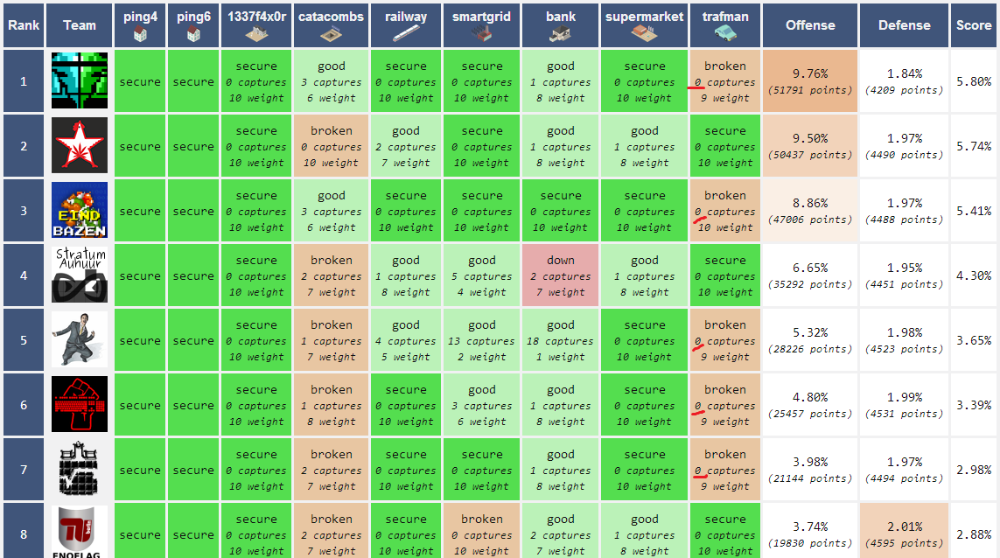 Rank Team ping4 ping6 1337f4x0r catacombs railway smartgrid bank supermarket trafman Offense Defense Score
1 secure secure secure good secure secure good secure broken 9.76% 1.84% 5.80%
0 captures 3 captures 0 captures 0 captures 1 captures 0 captures 0 captures (51791 points) (4209 points)
10 weight 6 weight 10 weight 10 weight 8 weight 10 weight 9 weight
2 secure secure secure broken good secure good good secure 9.50% 1.97% 5.74%
0 captures 0 captures 2 captures 0 captures 1 captures 1 captures 0 captures (50437 points) (4490 points)
10 weight 10 weight 7 weight 10 weight 8 weight 8 weight 10 weight
3 EIND BAZEN secure secure secure good secure secure secure secure broken 8.86% 1.97% 5.41%
0 captures 3 captures 0 captures 0 captures 0 captures 0 captures 0 captures (47006 points) (4488 points)
10 weight 6 weight 10 weight 10 weight 10 weight 10 weight 10 weight
4 Stratum Auhuur secure secure secure broken good good down good secure 6.65% 1.95% 4.30%
0 captures 2 captures 1 captures 5 captures 2 captures 1 captures 0 captures (35292 points) (4451 points)
10 weight 7 weight 8 weight 4 weight 7 weight 8 weight 10 weight
5 secure secure secure broken good good good secure broken 5.32% 1.98% 3.65%
0 captures 1 captures 4 captures 13 captures 18 captures 0 captures 0 captures (28226 points) (4523 points)
10 weight 7 weight 5 weight 2 weight 1 weight 10 weight 9 weight
6 secure secure secure broken secure good good secure broken 4.80% 1.99% 3.39%
0 captures 1 captures 0 captures 3 captures 1 captures 0 captures 0 captures (25457 points) (4531 points)
10 weight 8 weight 10 weight 6 weight 8 weight 10 weight 9 weight
7 secure secure secure broken secure secure good secure broken 3.98% 1.97% 2.98%
0 captures 2 captures 0 captures 0 captures 1 captures 0 captures 0 captures (21144 points) (4494 points)
10 weight 7 weight 10 weight 10 weight 8 weight 10 weight 9 weight
8 ENOFLAG secure secure secure broken secure broken good good secure 3.74% 2.01% 2.88%
0 captures 2 captures 0 captures 0 captures 2 captures 1 captures 0 captures (19830 points) (4595 points)
10 weight 7 weight 10 weight 10 weight 7 weight 8 weight 10 weight